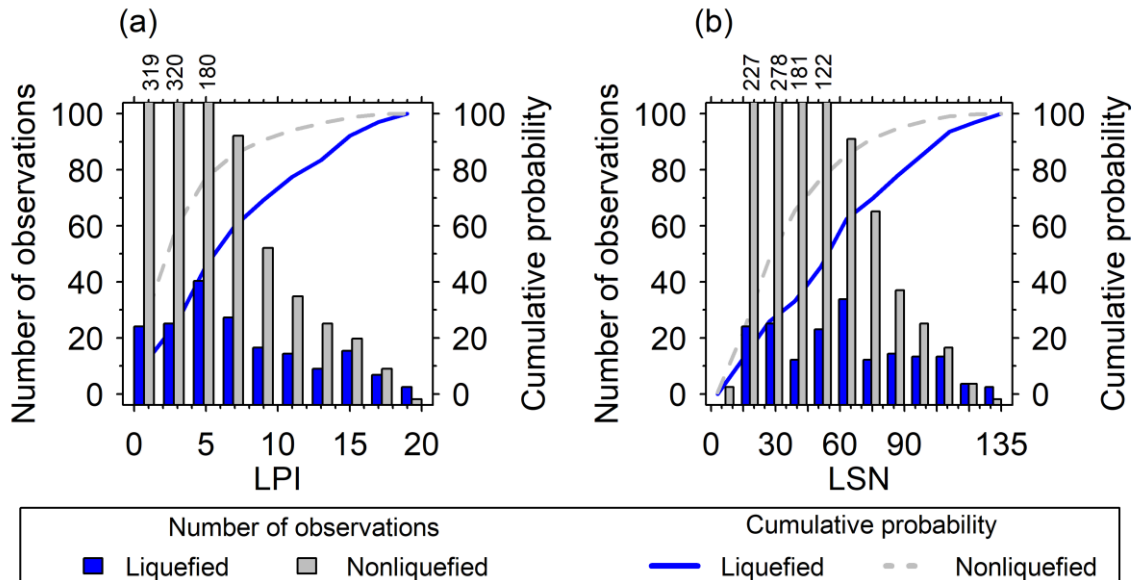 (a)
319 320 180
Number of observations
100
80
60
40
20
0
100
80
60
40
20
0
Cumulative probability
0 5 10 15 20
LPI
(b)
227 278 181 122
Number of observations
100
80
60
40
20
0
100
80
60
40
20
0
Cumulative probability
0 30 60 90 135
LSN
Number of observations
Liquefied Nonliquefied
Cumulative probability
Liquefied Nonliquefied